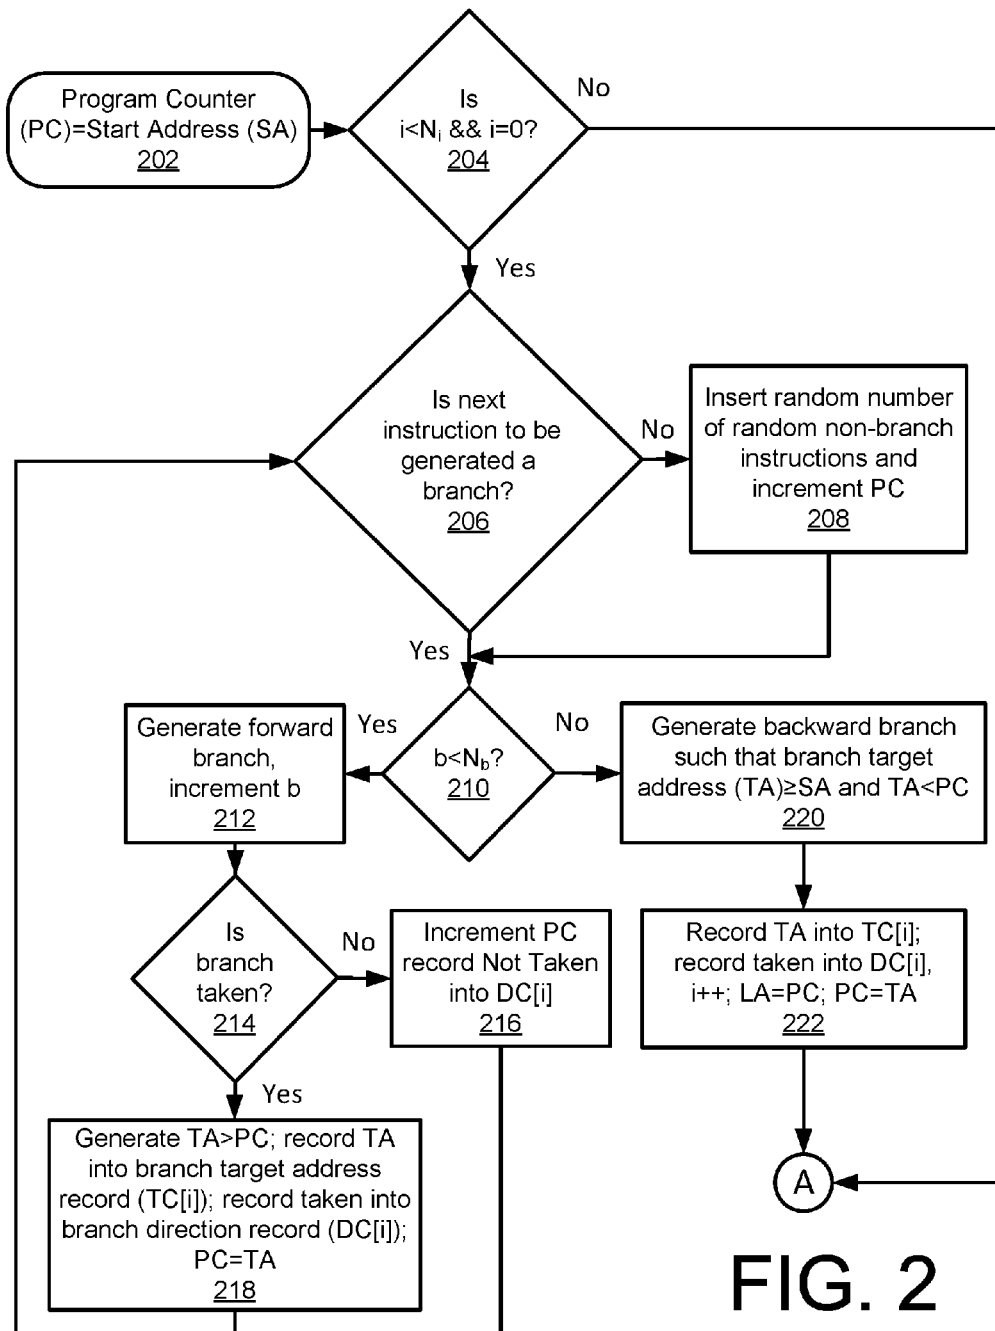 Program Counter
(PC)=Start Address (SA)
202
Is
i<Ni && i=0?
204
No
Yes
Is next
instruction to be
generated a
branch?
206
No
Insert random number
of random non-branch
instructions and
increment PC
208
Yes
b<Nb?
210
Yes
No
Generate forward
branch,
increment b
212
Generate backward branch
such that branch target
address (TA)≥SA and TA<PC
220
Is
branch
taken?
214
No
Increment PC
record Not Taken
into DC[i]
216
Record TA into TC[i];
record taken into DC[i],
i++; LA=PC; PC=TA
222
Yes
Generate TA>PC; record TA
into branch target address
record (TC[i]); record taken into
branch direction record (DC[i]);
PC=TA
218
A
FIG. 2